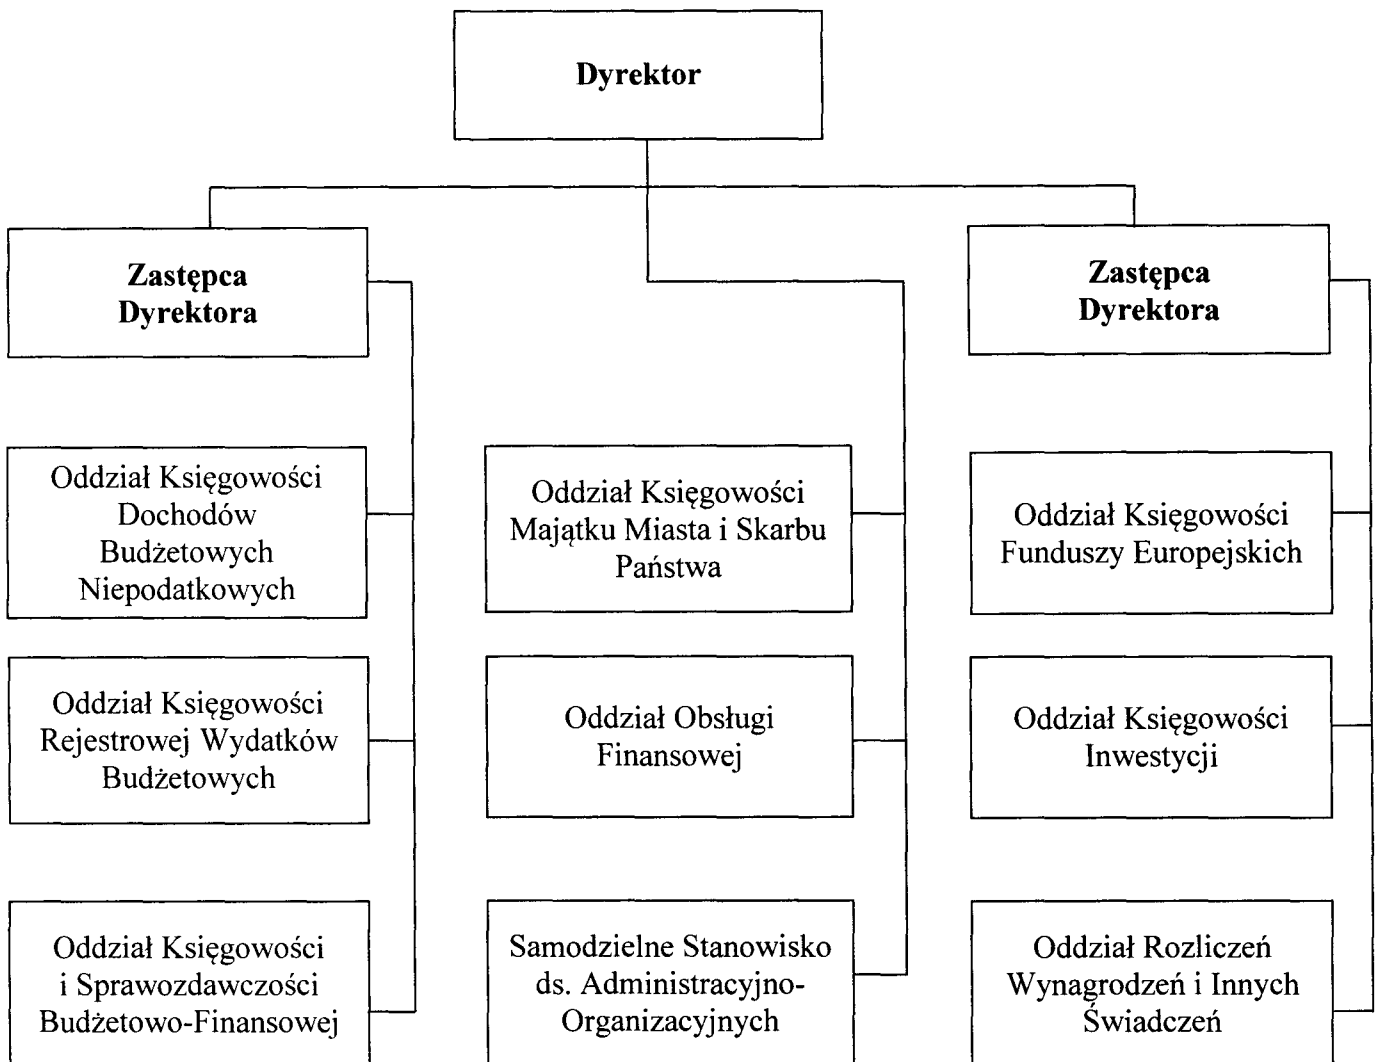 Dyrektor
Zastępca
Dyrektora
Zastępca
Dyrektora
Oddział Księgowości
Dochodów
Budżetowych
Niepodatkowych
Oddział Księgowości
Majątku Miasta i Skarbu
Państwa
Oddział Księgowości
Funduszy Europejskich
Oddział Księgowości
Rejestrowej Wydatków
Budżetowych
Oddział Obsługi
Finansowej
Oddział Księgowości
Inwestycji
Oddział Księgowości
i Sprawozdawczości
Budżetowo-Finansowej
Samodzielne Stanowisko
ds. Administracyjno-
Organizacyjnych
Oddział Rozliczeń
Wynagrodzeń i Innych
Świadczeń